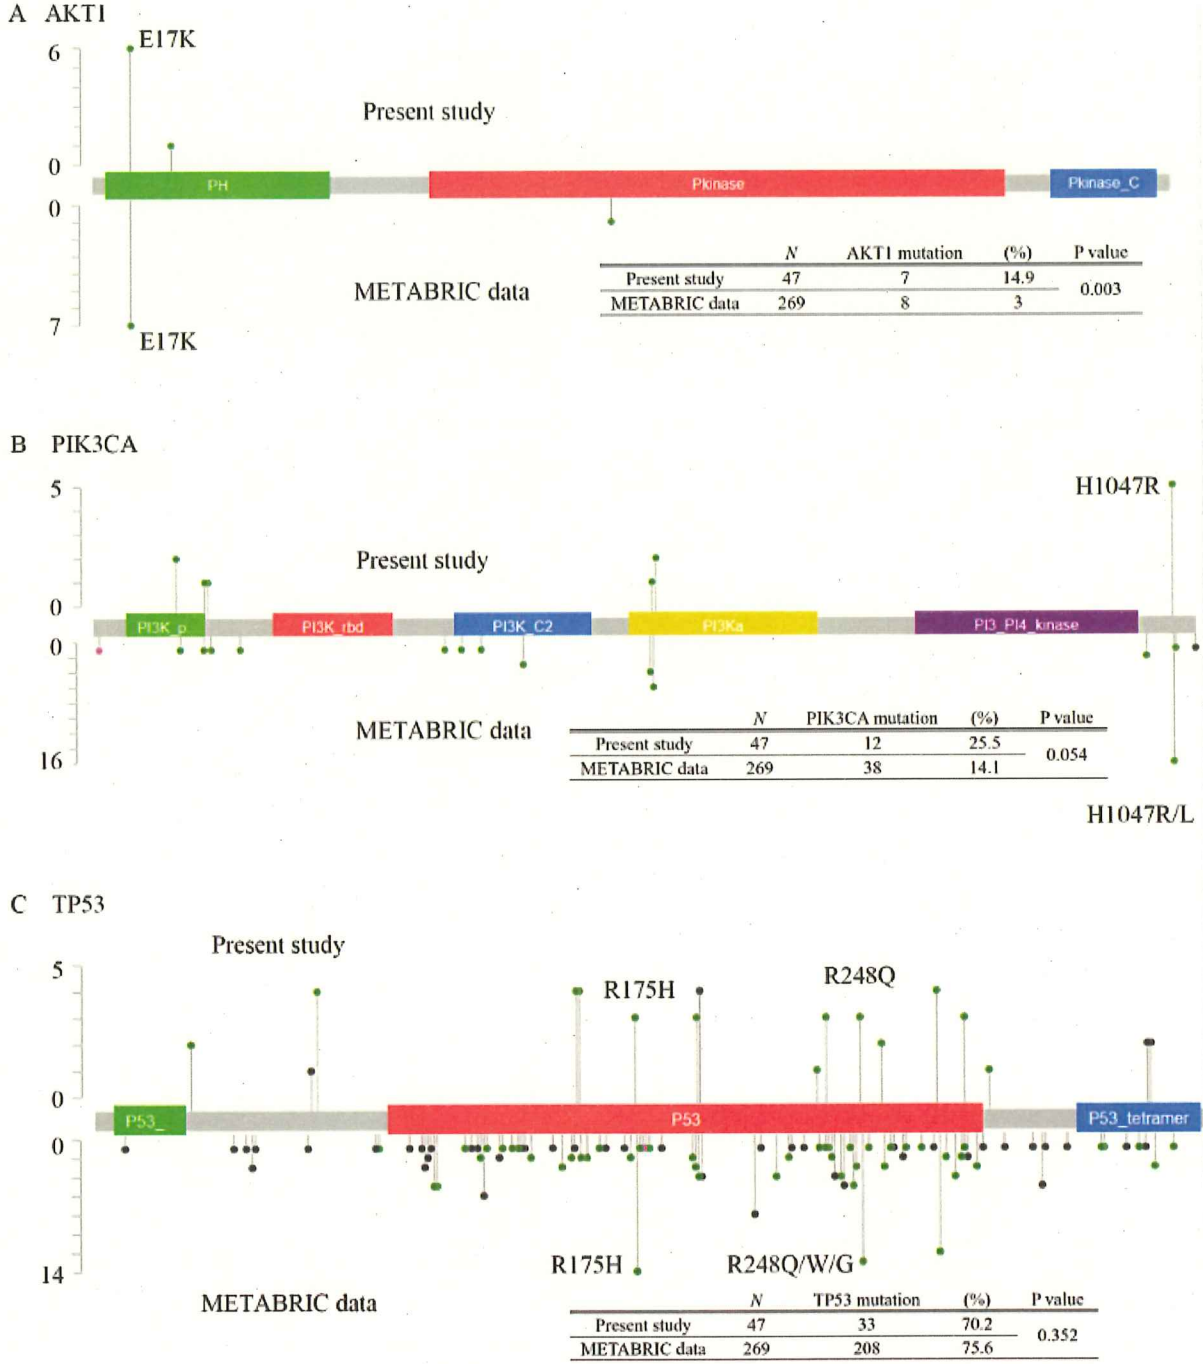 A AKT1
E17K
6
Present study
0
PH
Pkinase
Pkinase_C
0
N AKT1 mutation (%) P value
Present study 47 7 14.9
0.003
METABRIC data 269 8 3
METABRIC data
7
E17K
B PIK3CA
5
H1047R
Present study
0
PI3K_p
PI3K_rbd
PI3K_C2
PI3Ka
PI3_PI4_kinase
0
METABRIC data
N PIK3CA mutation (%) P value
Present study 47 12 25.5
0.054
METABRIC data 269 38 14.1
16
H1047R/L
C TP53
Present study
5
R175H
R248Q
0
P53_
P53
P53_tetramer
0
R175H
R248Q/W/G
14
METABRIC data
N TP53 mutation (%) P value
Present study 47 33 70.2
0.352
METABRIC data 269 208 75.6